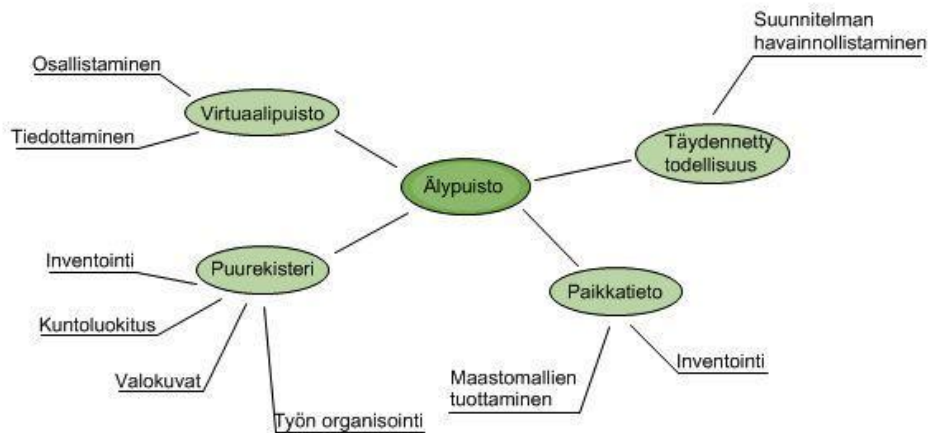 Suunnitelman
havainnollistaminen
Osallistaminen
Virtuaalipuisto
Tiedottaminen
Täydennetty
todellisuus
Älypuisto
Inventointi
Puurekisteri
Kuntoluokitus
Valokuvat
Työn organisointi
Paikkatieto
Maastomallien
tuottaminen
Inventointi